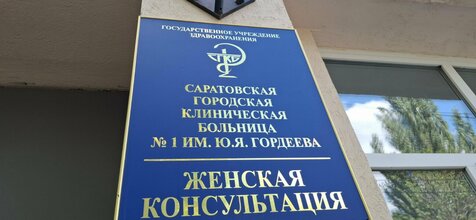 ГОСУДАРСТВЕННОЕ УЧРЕЖДЕНИЕ
ЗДРАВООХРАНЕНИЯ
САРАТОВСКАЯ
ГОРОДСКАЯ
КЛИНИЧЕСКАЯ
БОЛЬНИЦА
№ 1 ИМ. Ю.Я. ГОРДЕЕВА
ЖЕНСКАЯ
КОНСУЛЬТАЦИЯ